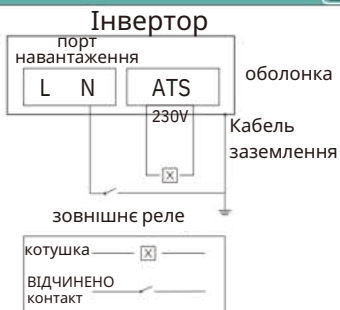 Інвертор
порт
навантаження
оболонка
L N ATS
230V
Кабель
заземлення
зовнішнє реле
котушка
ВІДЧИНЕНО
контакт